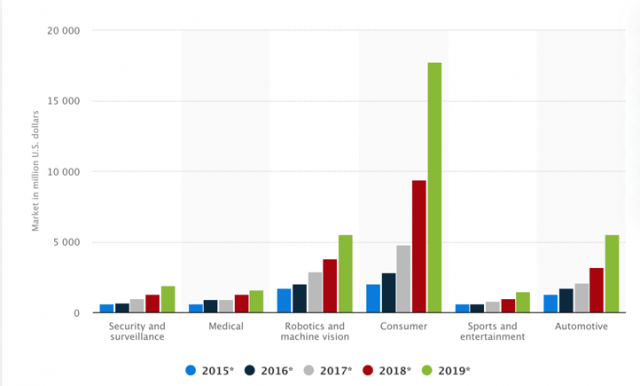 20 000
15 000
10 000
5 000
0
Market in million U.S. dollars
Security and
surveillance
Medical
Robotics and
machine vision
Consumer
Sports and
entertainment
Automotive
2015* 2016* 2017* 2018* 2019*